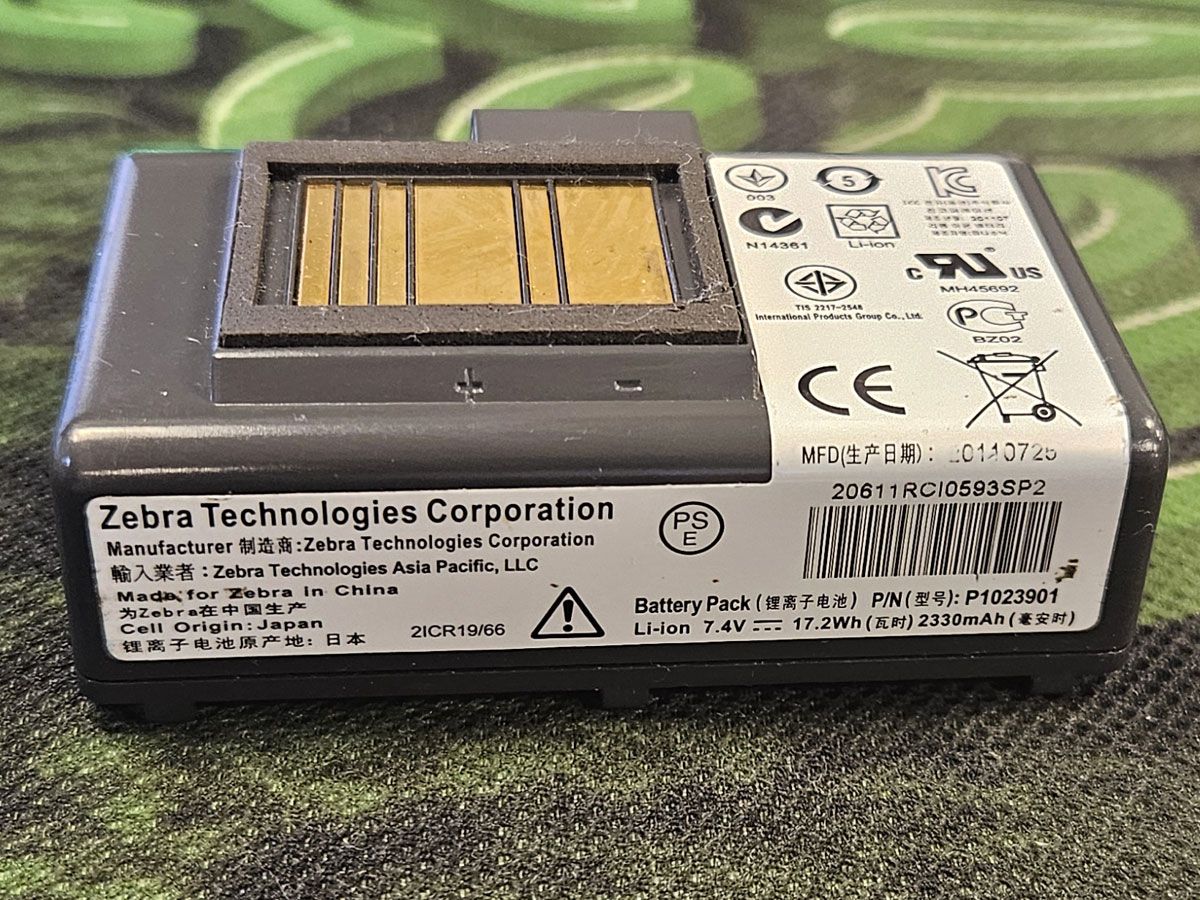 003
5
N14361
Li-ion
c RU US
MH45692
TIS 2217-2548
International Products Group Co., Ltd.
PCT
BZ02
+ -
CE
MFD(生产日期): 20140725
20611RCI0593SP2
Zebra Technologies Corporation
PS E
Manufacturer 制造商:Zebra Technologies Corporation
輸入業者:Zebra Technologies Asia Pacific, LLC
Made for Zebra in China
为Zebra在中国生产
Cell Origin:Japan
锂离子电池原产地: 日本
2ICR19/66
Battery Pack (锂离子电池) P/N(型号): P1023901
Li-ion 7.4V 17.2Wh(瓦时) 2330mAh(毫安时)